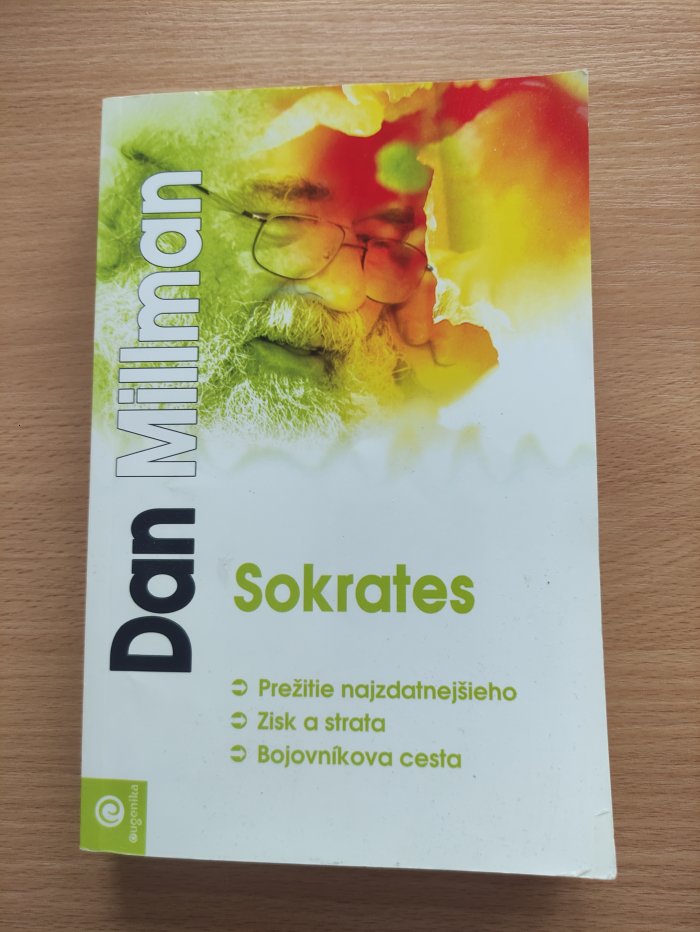 Dan Millman
Sokrates
Prežitie najzdatnejšieho
Zisk a strata
Bojovníkova cesta
eugenika